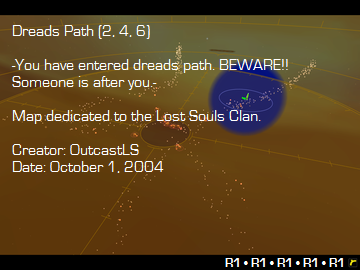 Dreads Path (2, 4, 6)
-You have entered dreads path. BEWARE!!
Someone is after you.-
Map dedicated to the Lost Souls Clan.
Creator: OutcastLS
Date: October 1, 2004
R1 • R1 • R1 • R1 • R1 r